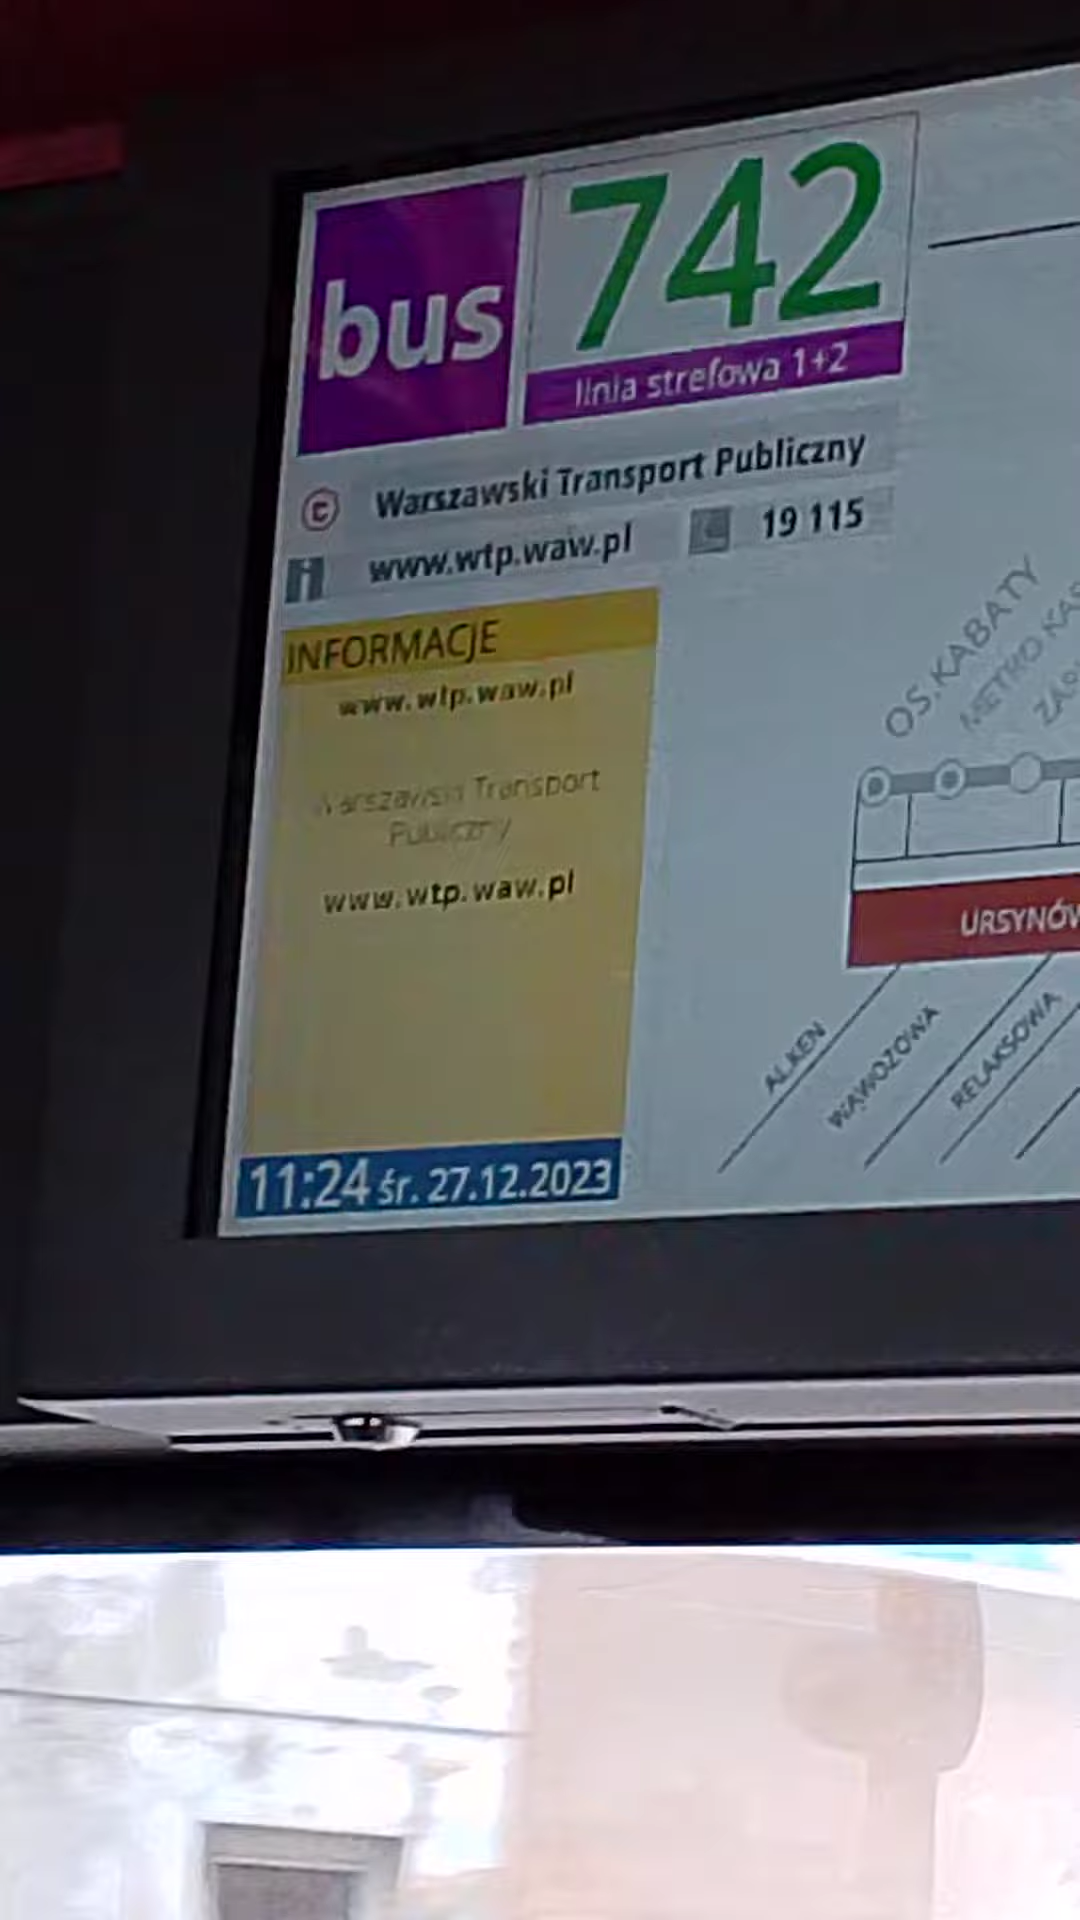 bus
742
linia strefowa 1+2
Warszawski Transport Publiczny
www.wtp.waw.pl 19 115
INFORMACJE
www.wtp.waw.pl
Warszawski Transport
Publiczny
www.wtp.waw.pl
11:24 śr. 27.12.2023
OS.KABATY
METRO
URSYNÓW
ALKEN
WĄWOZOWA
RELAKSOWA